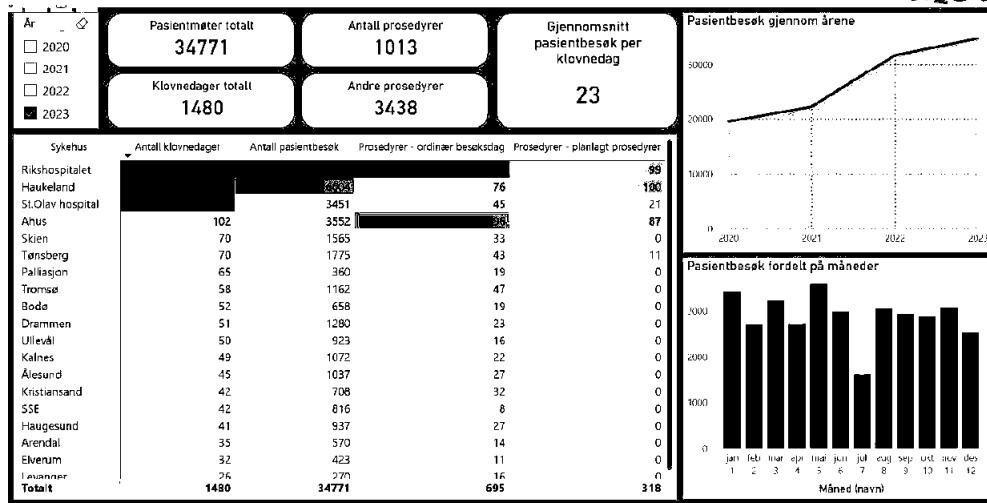 År
2020
2021
2022
2023
Pasientmøter totalt
34771
Antall prosedyrer
1013
Klovnedager totalt
1480
Andre prosedyrer
3438
Gjennomsnitt
pasientbesøk per
klovnedag
23
Sykehus Antall klovnedager Antall pasientbesøk Prosedyrer - ordinær besøksdag Prosedyrer - planlagt prosedyrer
Rikshospitalet 99
Haukeland 76 100
St.Olav hospital 3451 45 21
Ahus 102 3552 96 87
Skien 70 1565 33 0
Tønsberg 70 1775 43 11
Palliasjon 65 360 19 0
Tromsø 58 1162 47 0
Bodø 52 658 19 0
Drammen 51 1280 23 0
Ullevål 50 923 16 0
Kalnes 49 1072 22 0
Ålesund 45 1037 27 0
Kristiansand 42 708 32 0
SSE 42 816 8 0
Haugesund 41 937 27 0
Arendal 35 570 14 0
Elverum 32 423 11 0
Levanger 26 270 16 0
Totalt 1480 34771 695 318
Pasientbesøk gjennom årene
20000
10000
0
2020 2021 2022 2023
Pasientbesøk fordelt på måneder
2000
1000
0
jan feb mar apr mai jun jul aug sep okt nov des
1 2 3 4 5 6 7 8 9 10 11 12
Måned (navn)